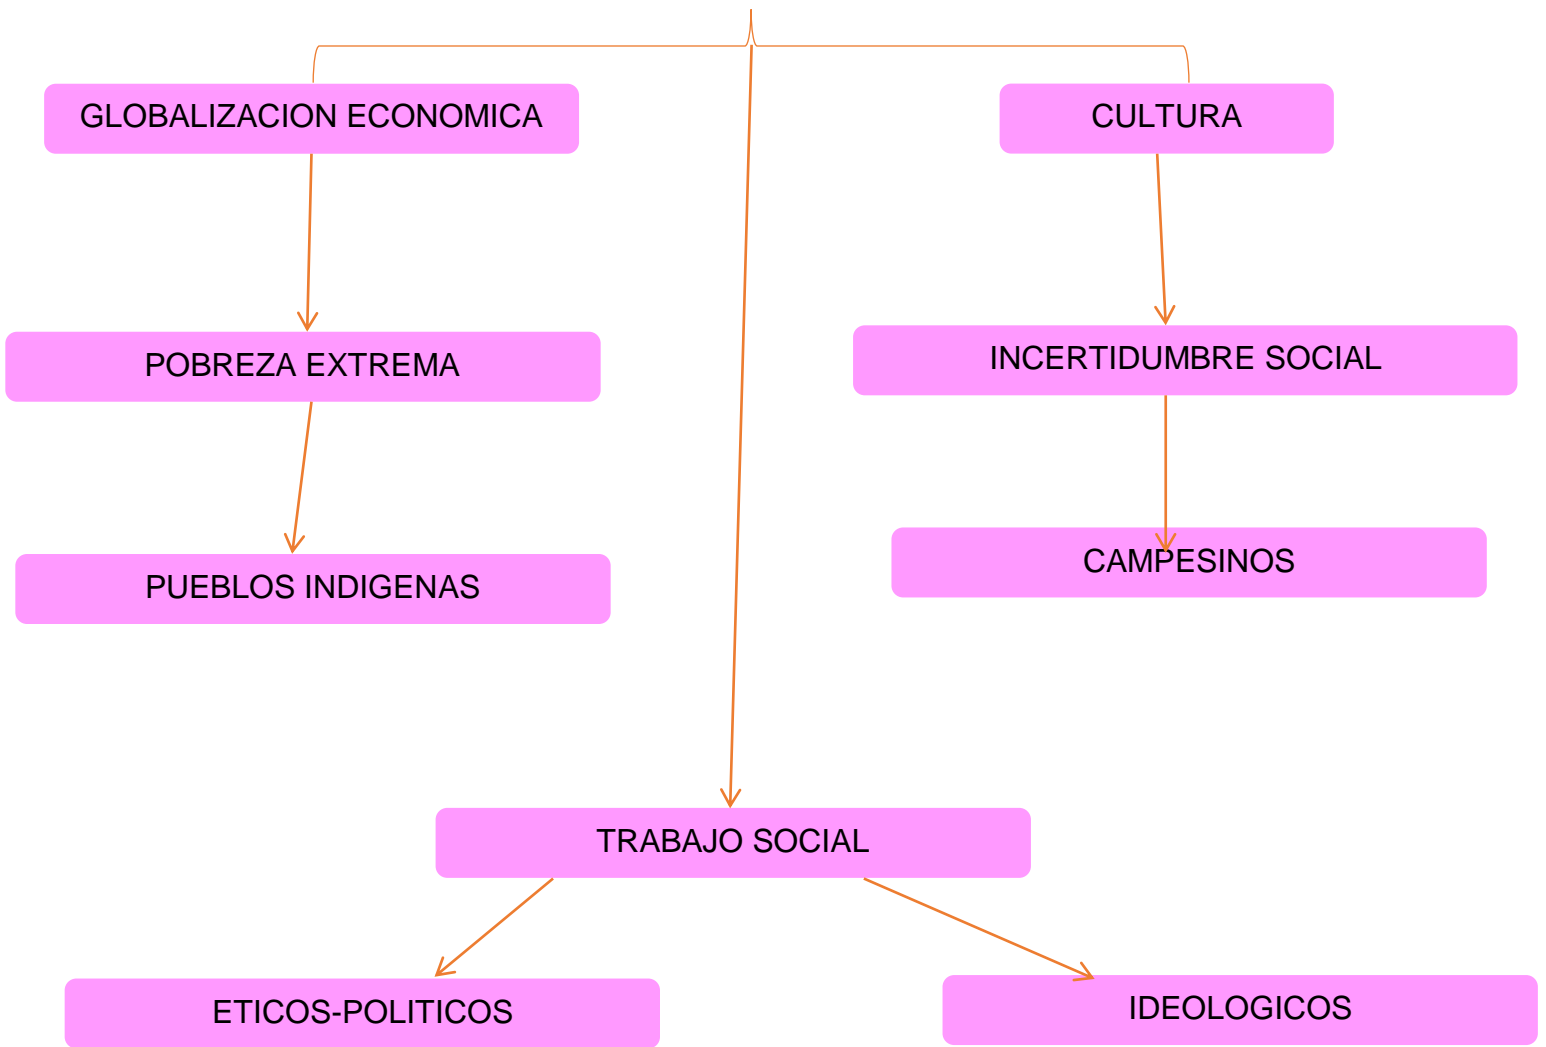 GLOBALIZACION ECONOMICA
CULTURA
POBREZA EXTREMA
INCERTIDUMBRE SOCIAL
PUEBLOS INDIGENAS
CAMPESINOS
TRABAJO SOCIAL
ETICOS-POLITICOS
IDEOLOGICOS